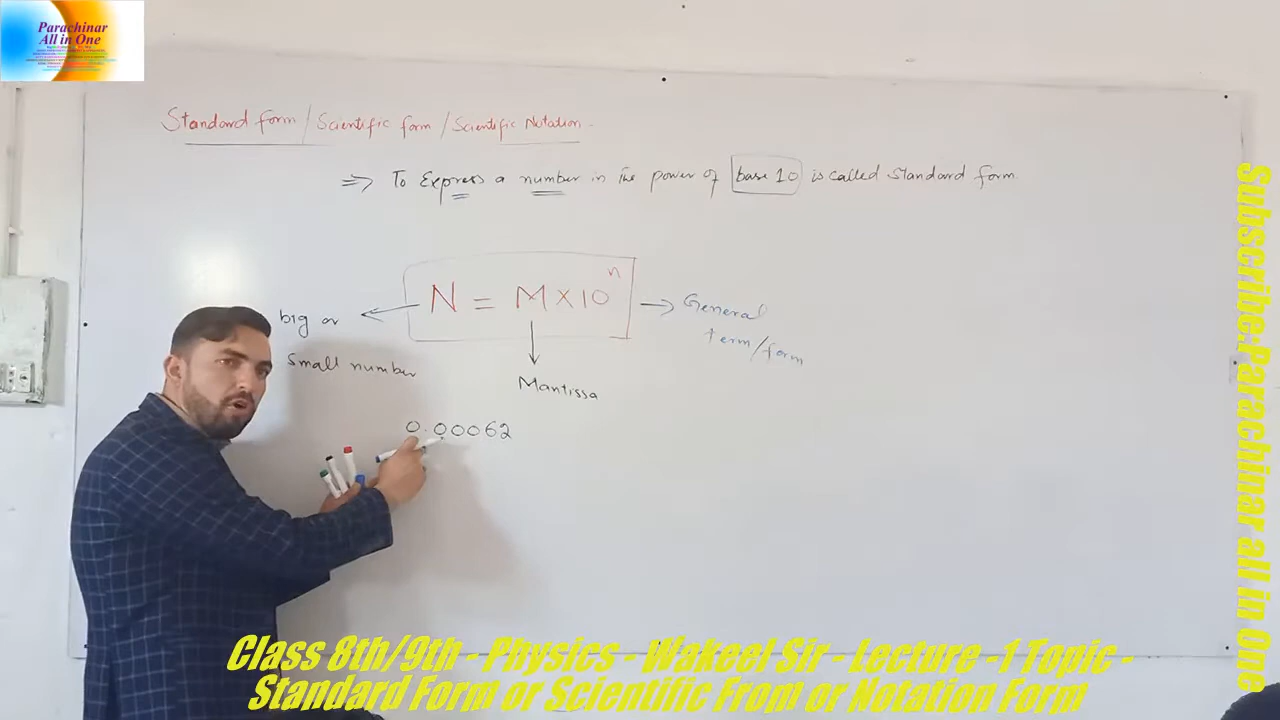 Parachinar
All in One
Standard form / Scientific form / Scientific Notation -
⇒ To Express a number in the power of base 10 is called Standard form.
N = M × 10ⁿ
big or
small number
General
term/form
Mantissa
0.00062
Subscribe.Parachinar all in One
Class 8th/9th - Physics - Wakeel Sir - Lecture -1 Topic -
Standard Form or Scientific From or Notation Form